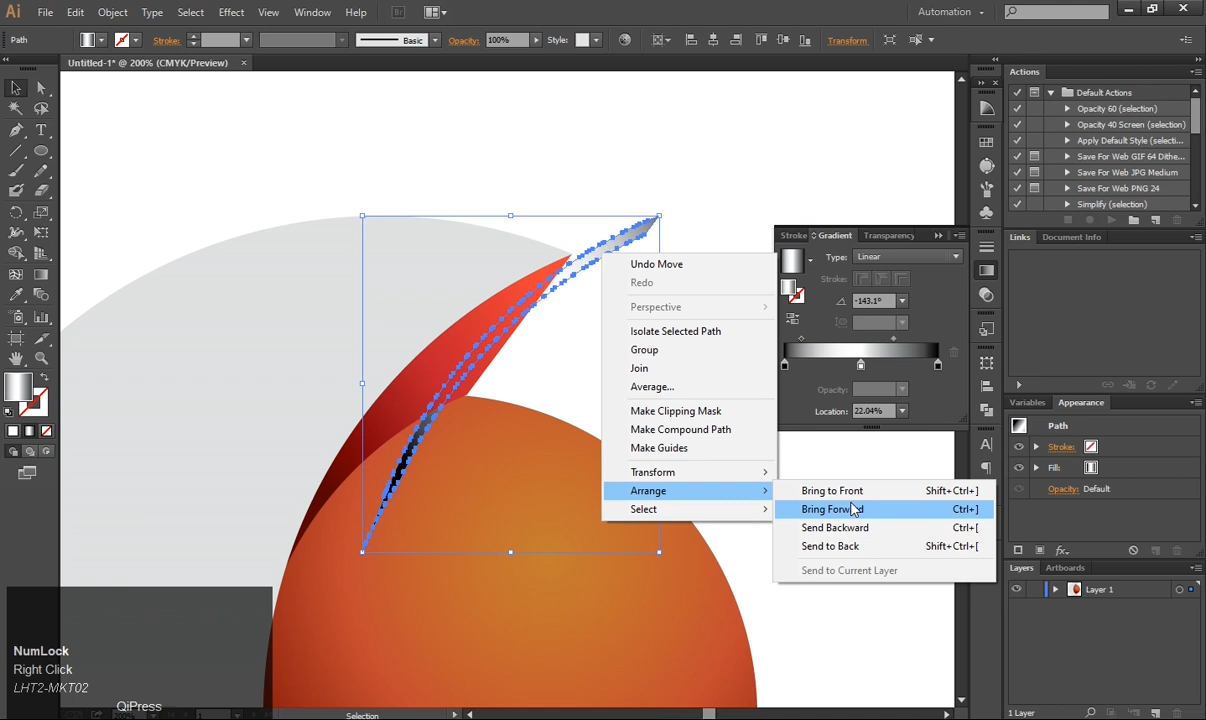 Ai File Edit Object Type Select Effect View Window Help Br Automation
Path Stroke: Basic Opacity: 100% Style: Transform
Untitled-1* @ 200% (CMYK/Preview) ×
Actions
Default Actions
Opacity 60 (selection)
Opacity 40 Screen (selection)
Apply Default Style (selecti...
Save For Web GIF 64 Dithe...
Save For Web JPG Medium
Save For Web PNG 24
Simplify (selection)
Links Document Info
Stroke Gradient Transparency
Type: Linear
Stroke:
-143.1°
Opacity:
Location: 22.04%
Undo Move
Redo
Perspective
Isolate Selected Path
Group
Join
Average...
Make Clipping Mask
Make Compound Path
Make Guides
Transform
Arrange
Select
Bring to Front Shift+Ctrl+]
Bring Forward Ctrl+]
Send Backward Ctrl+[
Send to Back Shift+Ctrl+[
Send to Current Layer
Variables Appearance
Path
Stroke:
Fill:
Opacity: Default
Layers Artboards
Layer 1
1 Layer
NumLock
Right Click
LHT2-MKT02
QiPress
200% 1 Selection